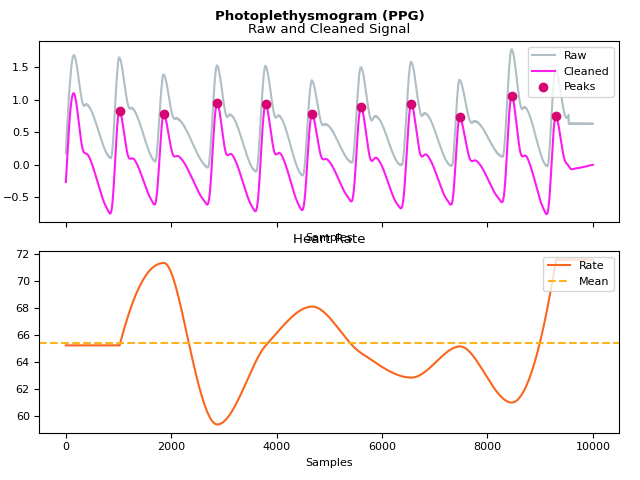 Photoplethysmogram (PPG)
Raw and Cleaned Signal
1.5
1.0
0.5
0.0
−0.5
Raw
Cleaned
Peaks
Samples
Heart Rate
72
70
68
66
64
62
60
Rate
Mean
0
2000
4000
6000
8000
10000
Samples